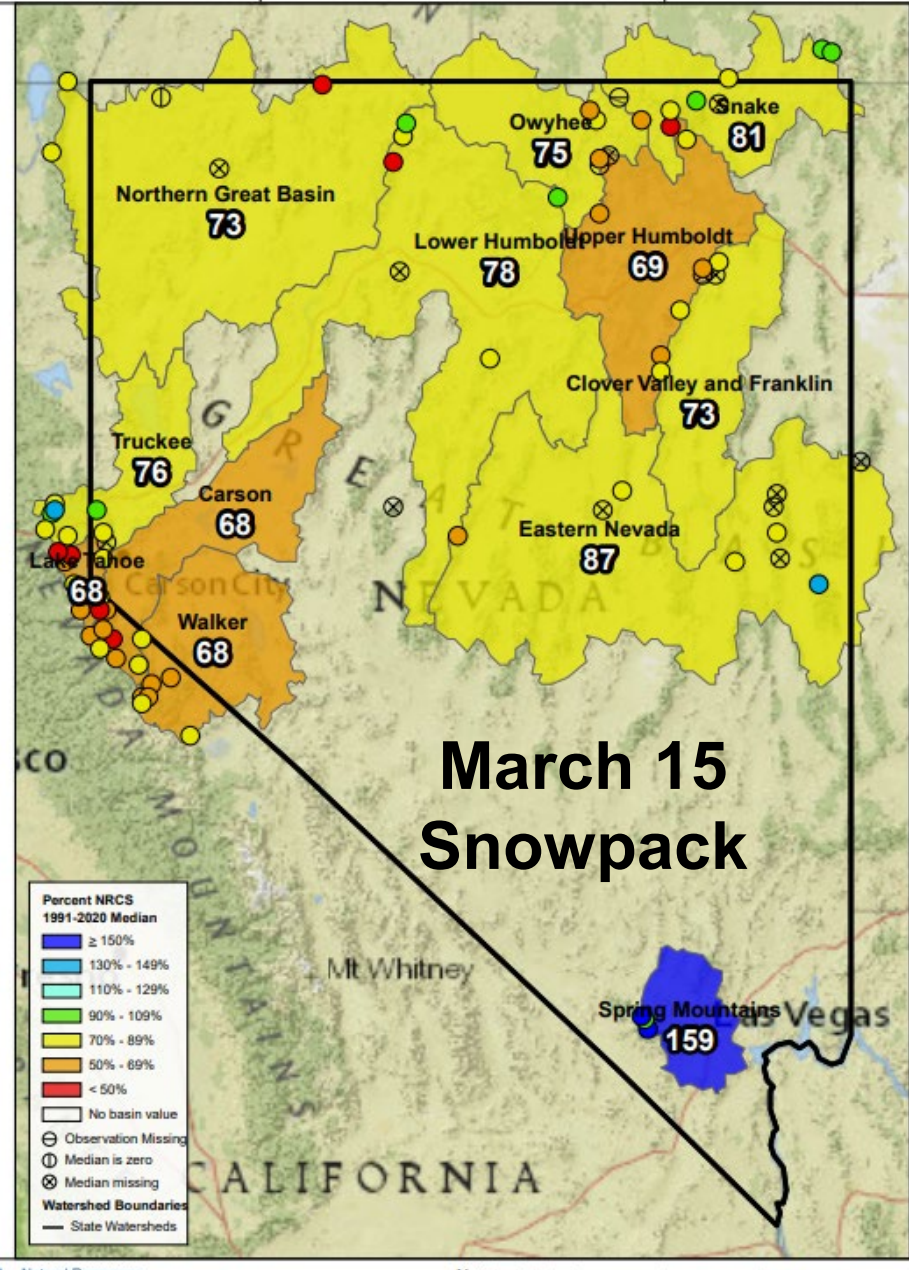 Owyhee
75
Snake
81
Northern Great Basin
73
Lower Humboldt
78
Upper Humboldt
69
Clover Valley and Franklin
73
Truckee
76
Carson
68
Eastern Nevada
87
Lake Tahoe
68
Carson City
Walker
68
GREAT BASI
NEVADA
SCO
March 15
Snowpack
MOUNTAINS
Mt Whitney
Spring Mountains
159
Las Vegas
CALIFORNIA
Percent NRCS
1991-2020 Median
≥ 150%
130% - 149%
110% - 129%
90% - 109%
70% - 89%
50% - 69%
< 50%
No basin value
Observation Missing
Median is zero
Median missing
Watershed Boundaries
State Watersheds